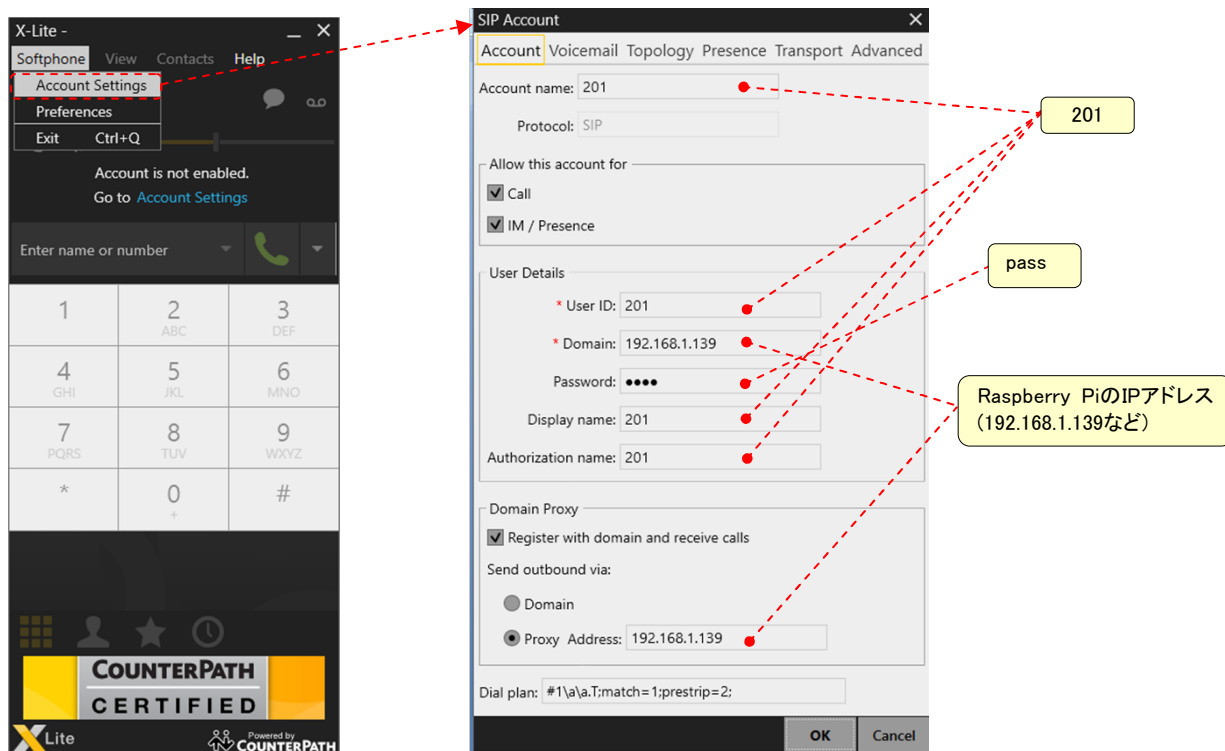 X-Lite -
Softphone View Contacts Help
Account Settings
Preferences
Exit Ctrl+Q
Account is not enabled.
Go to Account Settings
Enter name or number
1
2
ABC
3
DEF
4
GHI
5
JKL
6
MNO
7
PQRS
8
TUV
9
WXYZ
*
0
+
#
COUNTERPATH
CERTIFIED
X Lite
Powered by
COUNTERPATH
SIP Account
Account Voicemail Topology Presence Transport Advanced
Account name: 201
Protocol: SIP
Allow this account for
Call
IM / Presence
User Details
* User ID: 201
* Domain: 192.168.1.139
Password: ●●●●
Display name: 201
Authorization name: 201
Domain Proxy
Register with domain and receive calls
Send outbound via:
Domain
Proxy Address: 192.168.1.139
Dial plan: #1\a\a.T;match=1;prestrip=2;
OK Cancel
201
pass
Raspberry PiのIPアドレス
(192.168.1.139など)